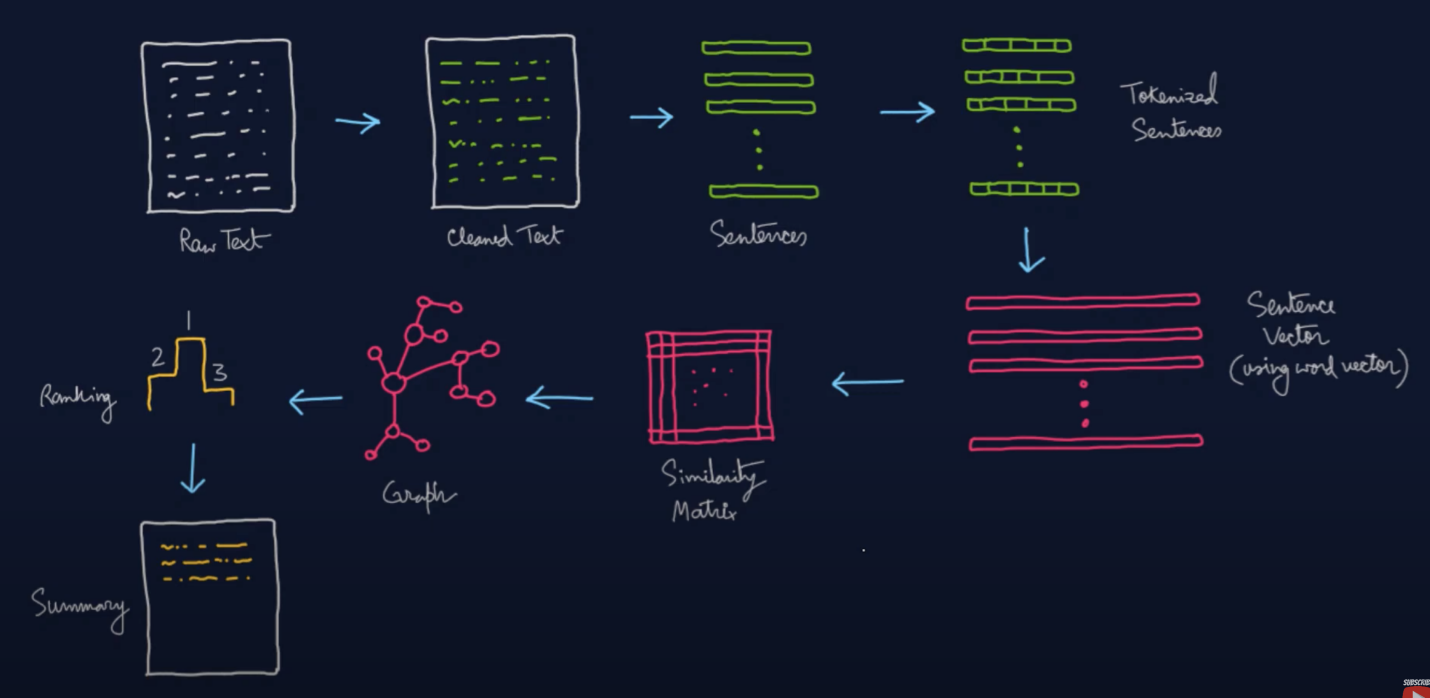 Raw Text
Cleaned Text
Sentences
Tokenized
Sentences
Sentence
Vector
(using word vector)
Similarity
Matrix
Graph
1
2
3
Ranking
Summary
SUBSCRIB